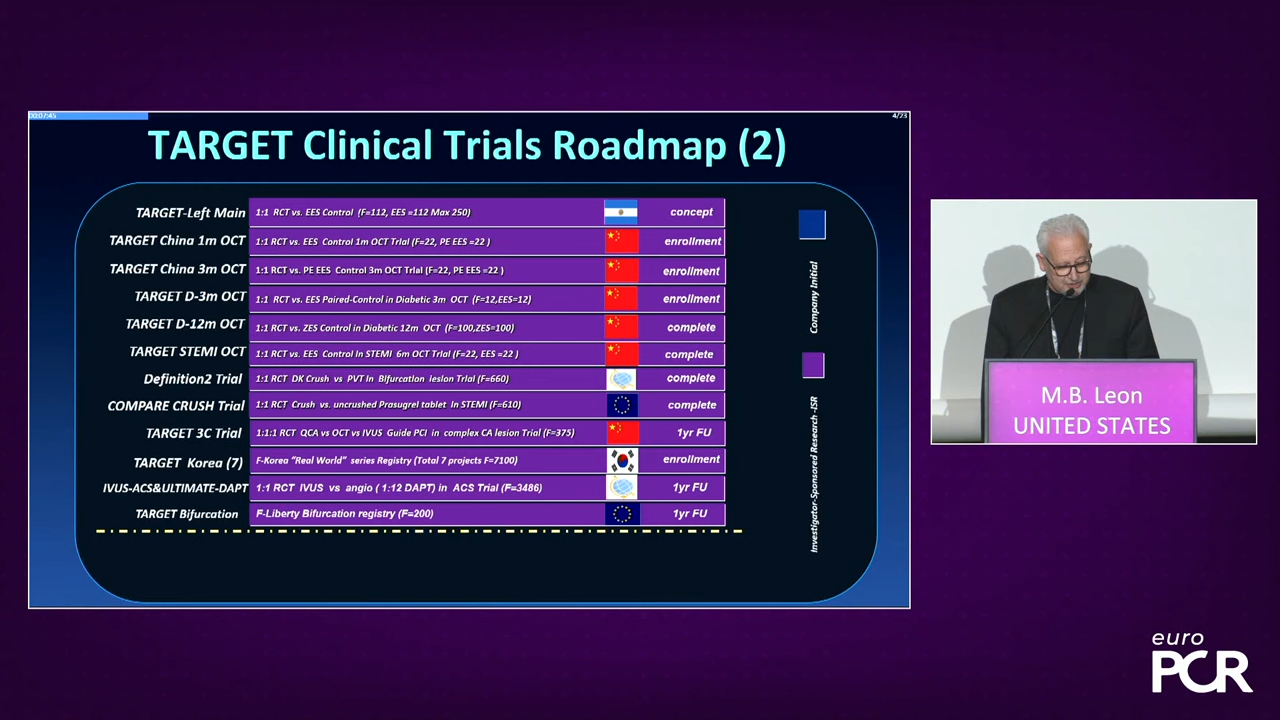 00:07:45
4/23
TARGET Clinical Trials Roadmap (2)
TARGET-Left Main 1:1 RCT vs. EES Control (F=112, EES =112 Max 250) concept
TARGET China 1m OCT 1:1 RCT vs. EES Control 1m OCT Trial (F=22, PE EES =22 ) enrollment
TARGET China 3m OCT 1:1 RCT vs. PE EES Control 3m OCT Trial (F=22, PE EES =22 ) enrollment
TARGET D-3m OCT 1:1 RCT vs. EES Paired-Control in Diabetic 3m OCT (F=12,EES=12) enrollment
TARGET D-12m OCT 1:1 RCT vs. ZES Control in Diabetic 12m OCT (F=100,ZES=100) complete
TARGET STEMI OCT 1:1 RCT vs. EES Control In STEMI 6m OCT Trial (F=22, EES =22 ) complete
Definition2 Trial 1:1 RCT DK Crush vs PVT In Bifurcation lesion Trial (F=660) complete
COMPARE CRUSH Trial 1:1 RCT Crush vs. uncrushed Prasugrel tablet In STEMI (F=610) complete
TARGET 3C Trial 1:1:1 RCT QCA vs OCT vs IVUS Guide PCI in complex CA lesion Trial (F=375) 1yr FU
TARGET Korea (7) F-Korea “Real World” series Registry (Total 7 projects F=7100) enrollment
IVUS-ACS&ULTIMATE-DAPT 1:1 RCT IVUS vs angio ( 1:12 DAPT) in ACS Trial (F=3486) 1yr FU
TARGET Bifurcation F-Liberty Bifurcation registry (F=200) 1yr FU
Company Initial
Investigator-Sponsored Research -ISR
M.B. Leon
UNITED STATES
euro
PCR